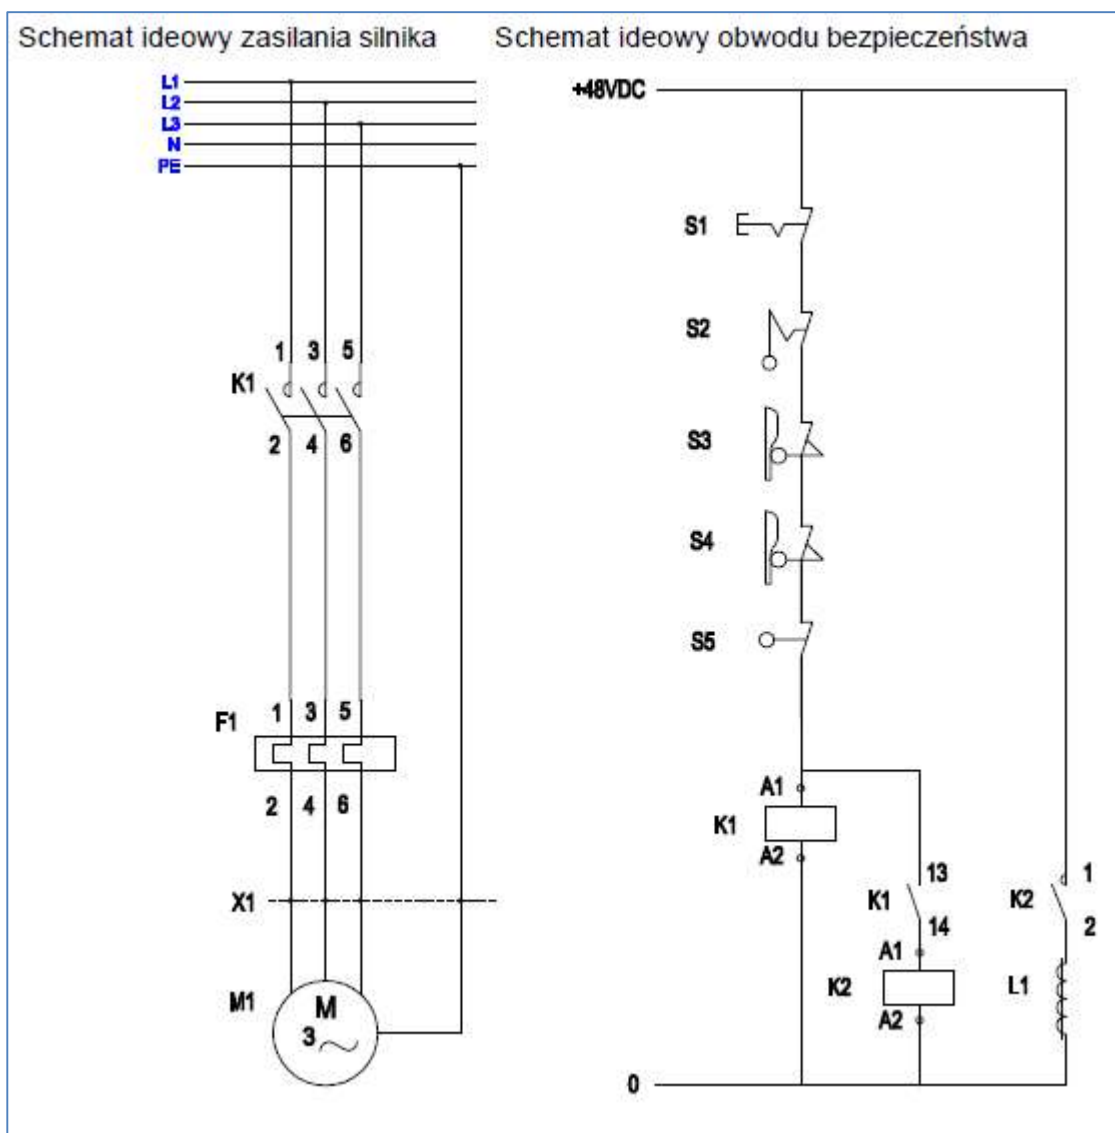 Schemat ideowy zasilania silnika
L1
L2
L3
N
PE
1 3 5
K1
2 4 6
1 3 5
F1
2 4 6
X1
M1
M
3
Schemat ideowy obwodu bezpieczeństwa
+48VDC
S1
S2
S3
S4
S5
A1
K1
A2
13
K1
14
A1
K2
A2
1
K2
2
L1
0